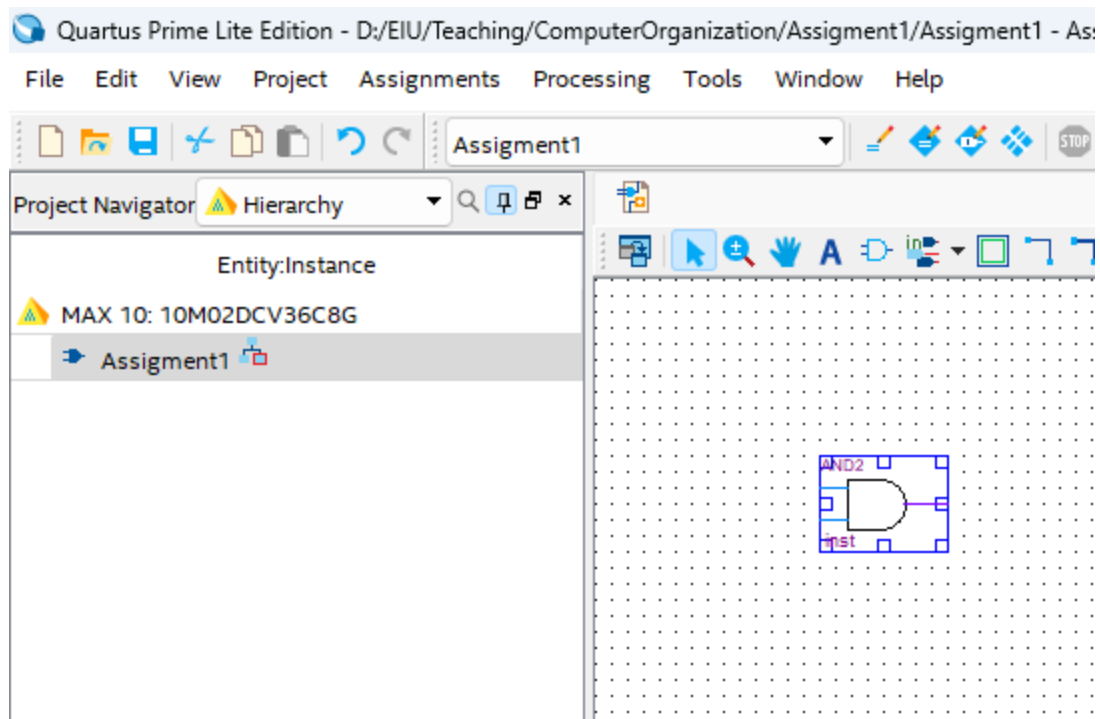 Quartus Prime Lite Edition - D:/EIU/Teaching/ComputerOrganization/Assigment1/Assigment1 - As
File Edit View Project Assignments Processing Tools Window Help
Assigment1
STOP
Project Navigator Hierarchy
in
Entity:Instance
MAX 10: 10M02DCV36C8G
Assigment1
AND2
inst